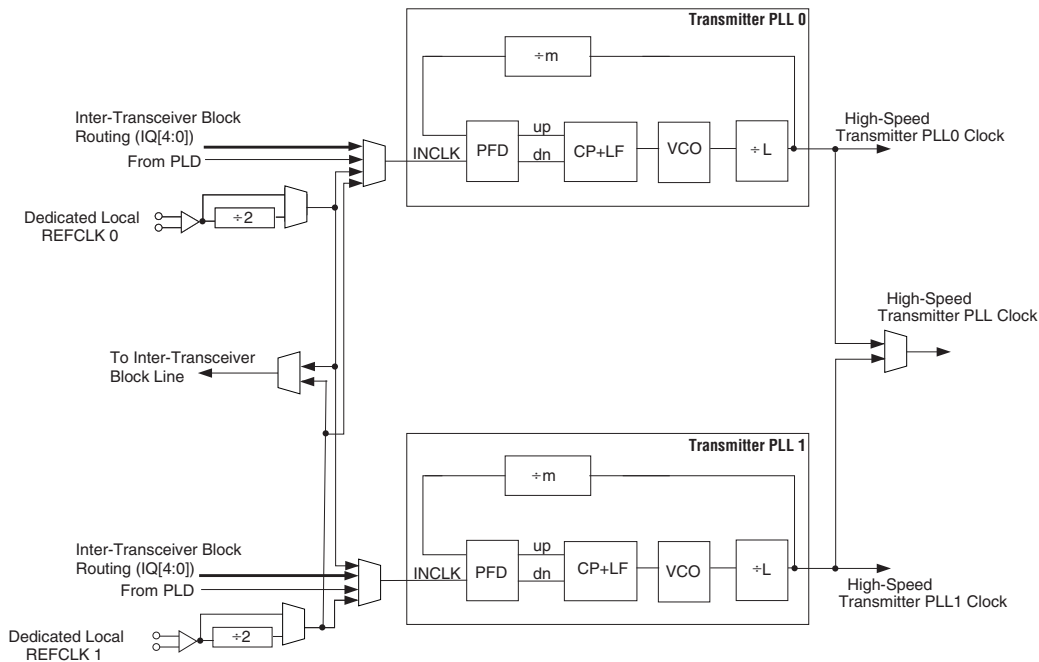 Transmitter PLL 0
÷m
Inter-Transceiver Block
Routing (IQ[4:0])
From PLD
INCLK
PFD
up
dn
CP+LF
VCO
÷L
High-Speed
Transmitter PLL0 Clock
Dedicated Local
REFCLK 0
÷2
High-Speed
Transmitter PLL Clock
To Inter-Transceiver
Block Line
Transmitter PLL 1
÷m
Inter-Transceiver Block
Routing (IQ[4:0])
From PLD
INCLK
PFD
up
dn
CP+LF
VCO
÷L
High-Speed
Transmitter PLL1 Clock
Dedicated Local
REFCLK 1
÷2